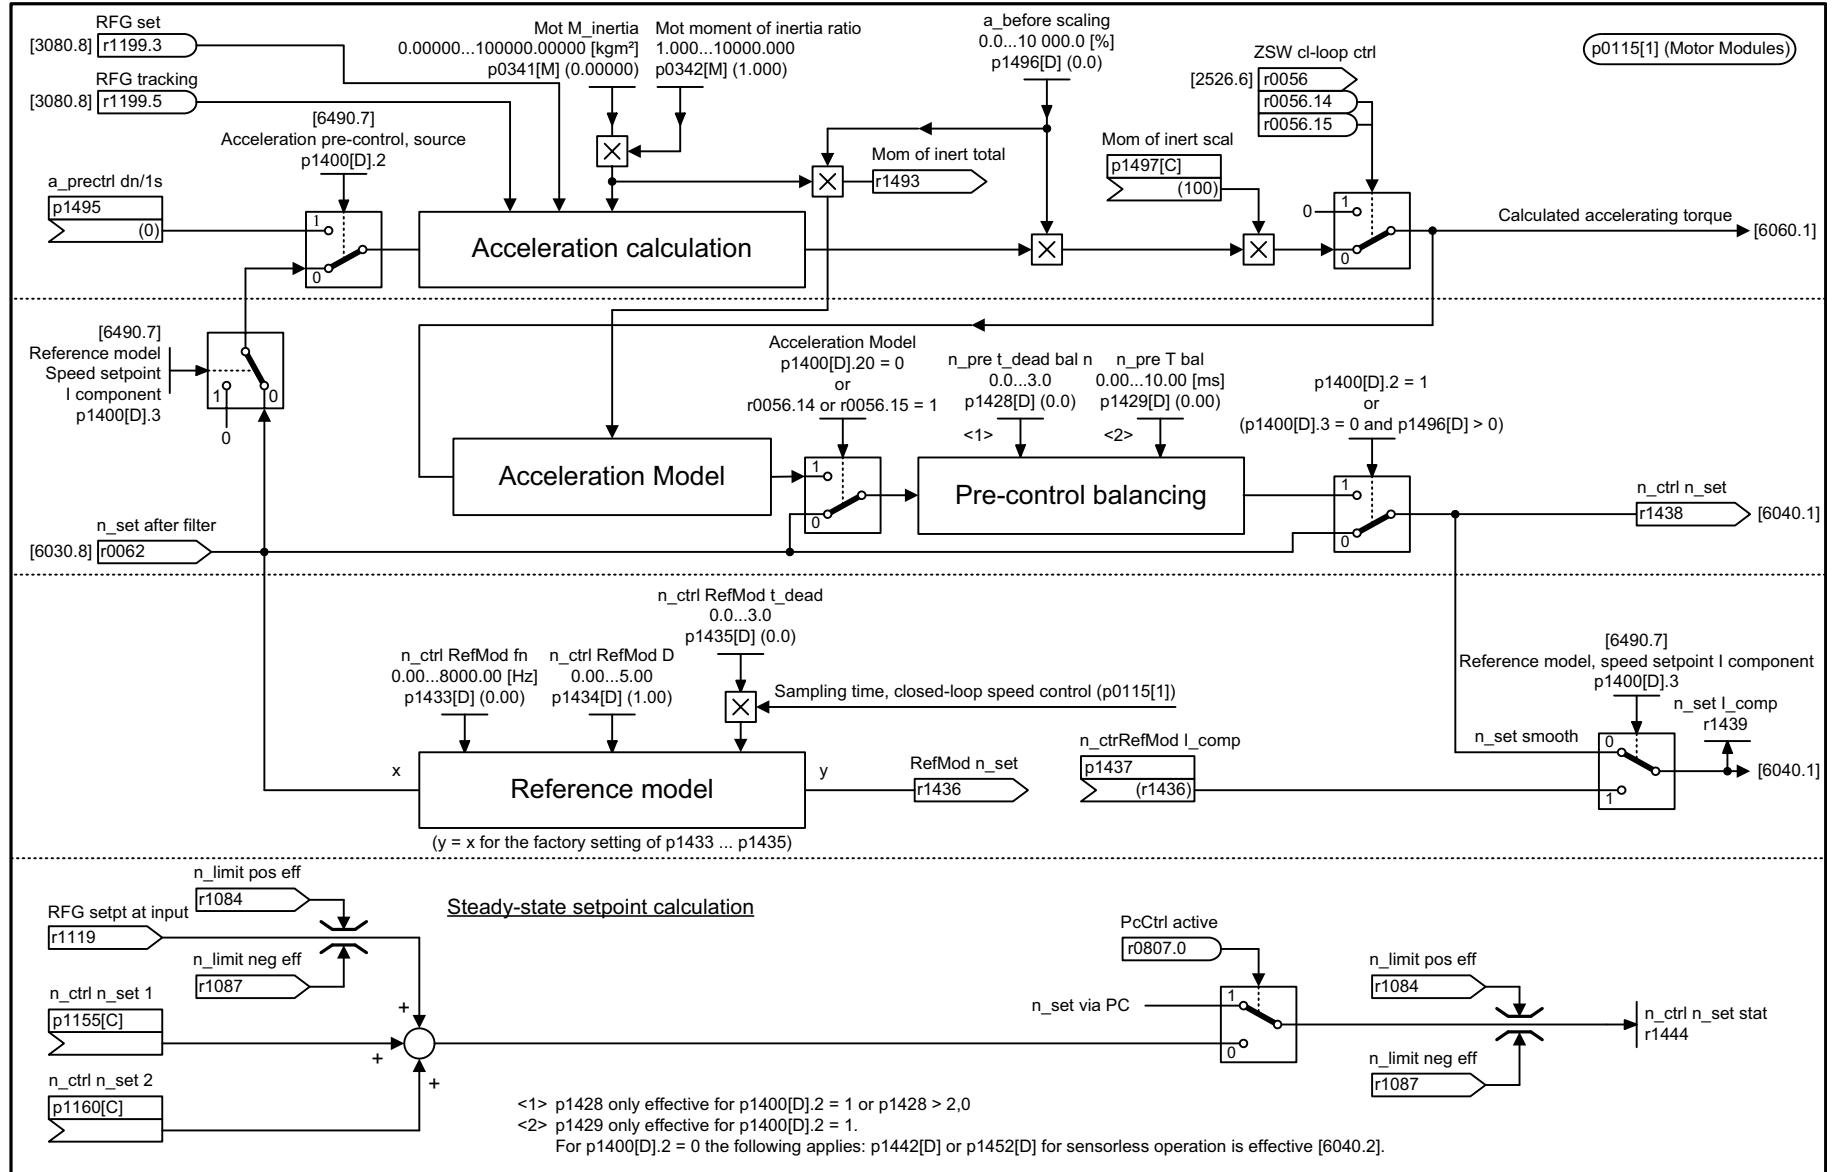 RFG set
[3080.8] r1199.3
RFG tracking
[3080.8] r1199.5
Mot M_inertia
0.00000...100000.00000 [kgm²]
p0341[M] (0.00000)
Mot moment of inertia ratio
1.000...10000.000
p0342[M] (1.000)
a_before scaling
0.0...10 000.0 [%]
p1496[D] (0.0)
ZSW cl-loop ctrl
[2526.6] r0056
r0056.14
r0056.15
p0115[1] (Motor Modules)
[6490.7]
Acceleration pre-control, source
p1400[D].2
a_prectrl dn/1s
p1495
(0)
1
0
Mom of inert total
r1493
Mom of inert scal
p1497[C]
(100)
Acceleration calculation
0
1
0
Calculated accelerating torque
[6060.1]
[6490.7]
Reference model
Speed setpoint
I component
p1400[D].3
1
0
0
Acceleration Model
p1400[D].20 = 0
or
r0056.14 or r0056.15 = 1
n_pre t_dead bal n
0.0...3.0
p1428[D] (0.0)
<1>
n_pre T bal
0.00...10.00 [ms]
p1429[D] (0.00)
<2>
p1400[D].2 = 1
or
(p1400[D].3 = 0 and p1496[D] > 0)
Acceleration Model
1
0
Pre-control balancing
1
0
n_ctrl n_set
r1438
[6040.1]
n_set after filter
[6030.8] r0062
n_ctrl RefMod t_dead
0.0...3.0
p1435[D] (0.0)
n_ctrl RefMod fn
0.00...8000.00 [Hz]
p1433[D] (0.00)
n_ctrl RefMod D
0.00...5.00
p1434[D] (1.00)
Sampling time, closed-loop speed control (p0115[1])
[6490.7]
Reference model, speed setpoint I component
p1400[D].3
n_set I_comp
r1439
n_set smooth
0
1
[6040.1]
x
Reference model
y
RefMod n_set
r1436
n_ctrRefMod I_comp
p1437
(r1436)
(y = x for the factory setting of p1433 ... p1435)
Steady-state setpoint calculation
n_limit pos eff
r1084
RFG setpt at input
r1119
n_limit neg eff
r1087
n_ctrl n_set 1
p1155[C]
n_ctrl n_set 2
p1160[C]
+
+
+
PcCtrl active
r0807.0
n_set via PC
1
0
n_limit pos eff
r1084
n_limit neg eff
r1087
n_ctrl n_set stat
r1444
<1> p1428 only effective for p1400[D].2 = 1 or p1428 > 2,0
<2> p1429 only effective for p1400[D].2 = 1.
For p1400[D].2 = 0 the following applies: p1442[D] or p1452[D] for sensorless operation is effective [6040.2].